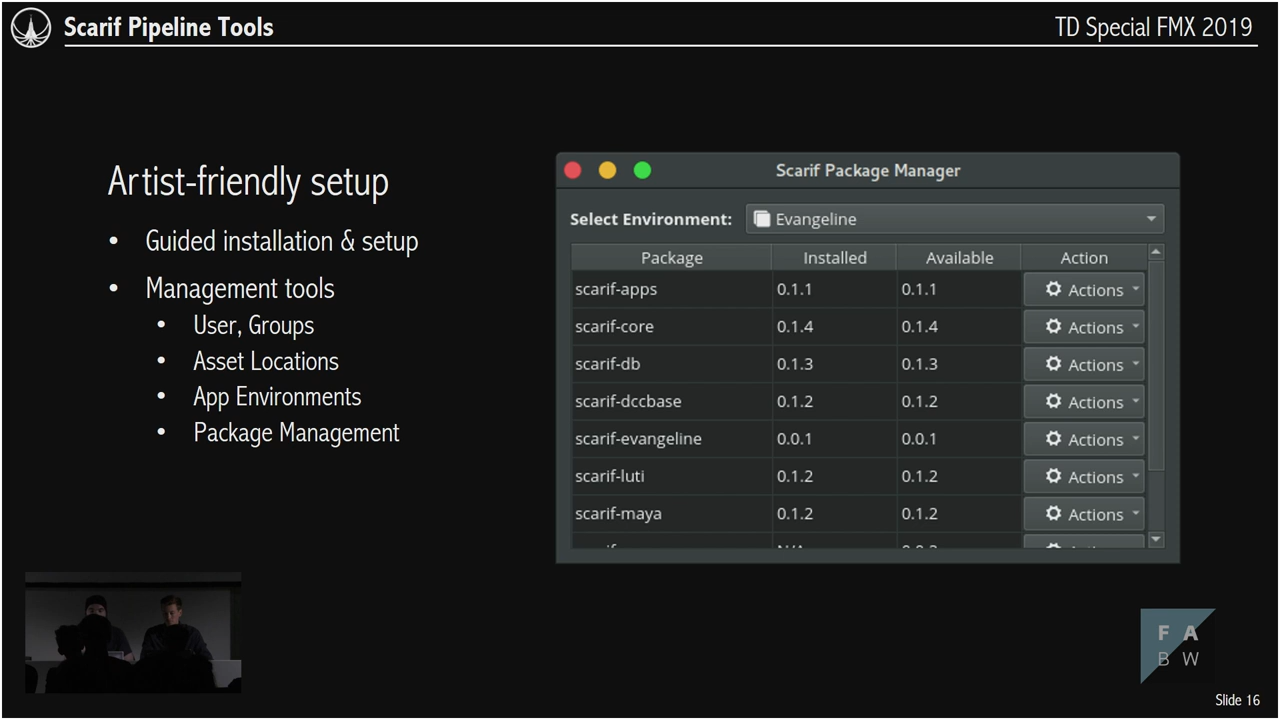 Scarif Pipeline Tools
TD Special FMX 2019
Artist-friendly setup
• Guided installation & setup
• Management tools
• User, Groups
• Asset Locations
• App Environments
• Package Management
Scarif Package Manager
Select Environment: Evangeline
Package Installed Available Action
scarif-apps 0.1.1 0.1.1 Actions
scarif-core 0.1.4 0.1.4 Actions
scarif-db 0.1.3 0.1.3 Actions
scarif-dccbase 0.1.2 0.1.2 Actions
scarif-evangeline 0.0.1 0.0.1 Actions
scarif-luti 0.1.2 0.1.2 Actions
scarif-maya 0.1.2 0.1.2 Actions
F A
B W
Slide 16